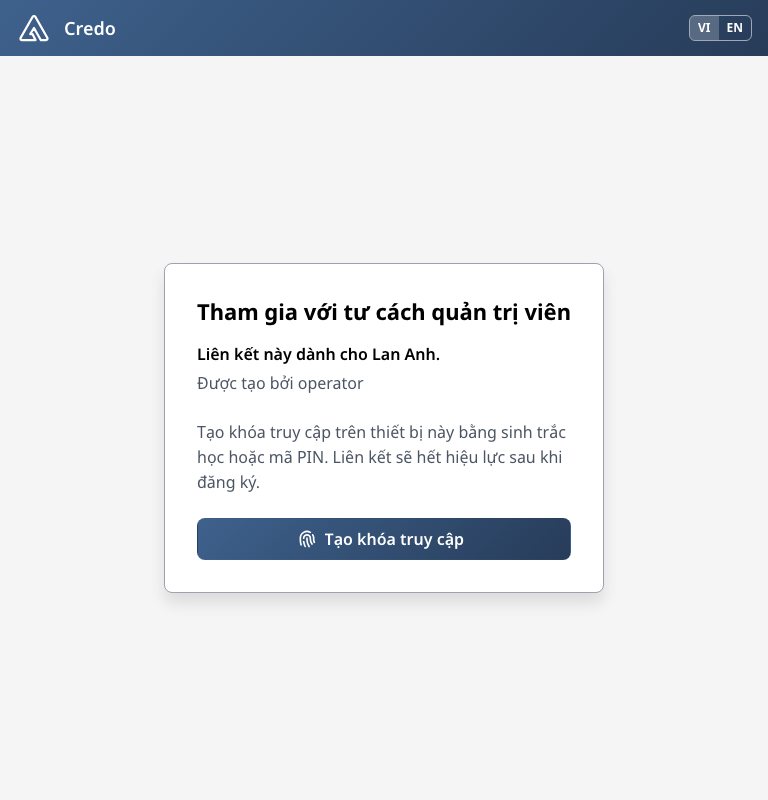 Credo
VI EN
Tham gia với tư cách quản trị viên
Liên kết này dành cho Lan Anh.
Được tạo bởi operator
Tạo khóa truy cập trên thiết bị này bằng sinh trắc
học hoặc mã PIN. Liên kết sẽ hết hiệu lực sau khi
đăng ký.
Tạo khóa truy cập